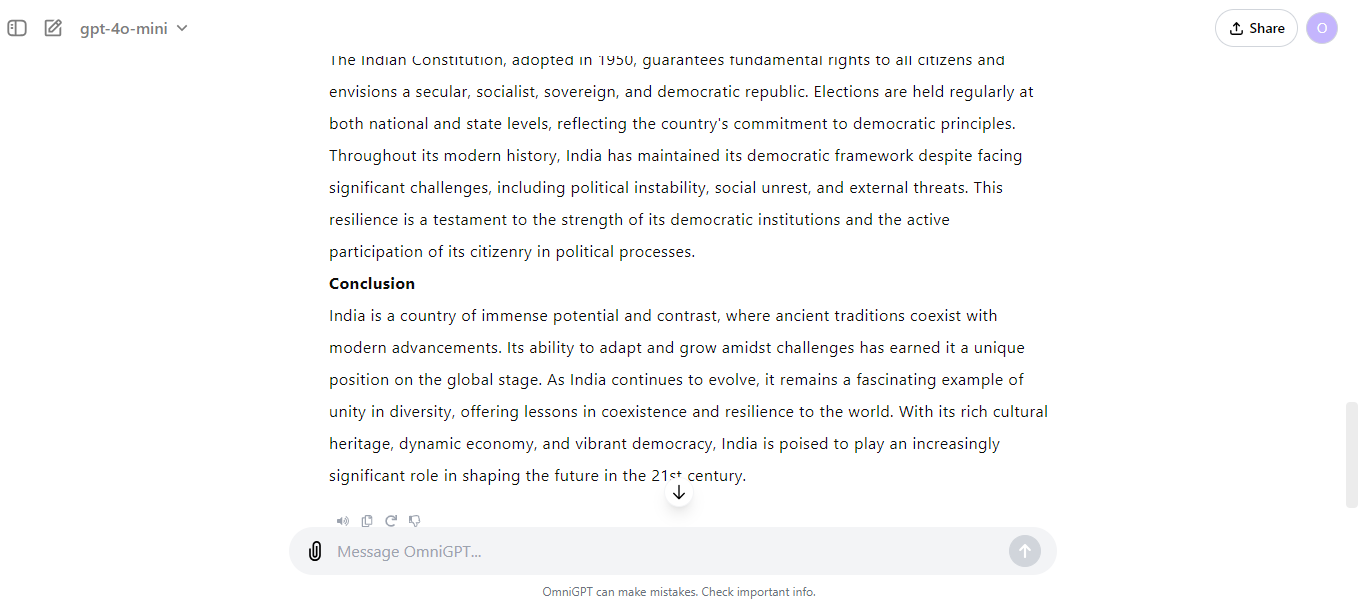 gpt-4o-mini
Share
O
The Indian Constitution, adopted in 1950, guarantees fundamental rights to all citizens and
envisions a secular, socialist, sovereign, and democratic republic. Elections are held regularly at
both national and state levels, reflecting the country's commitment to democratic principles.
Throughout its modern history, India has maintained its democratic framework despite facing
significant challenges, including political instability, social unrest, and external threats. This
resilience is a testament to the strength of its democratic institutions and the active
participation of its citizenry in political processes.
Conclusion
India is a country of immense potential and contrast, where ancient traditions coexist with
modern advancements. Its ability to adapt and grow amidst challenges has earned it a unique
position on the global stage. As India continues to evolve, it remains a fascinating example of
unity in diversity, offering lessons in coexistence and resilience to the world. With its rich cultural
heritage, dynamic economy, and vibrant democracy, India is poised to play an increasingly
significant role in shaping the future in the 21st century.
Message OmniGPT...
OmniGPT can make mistakes. Check important info.